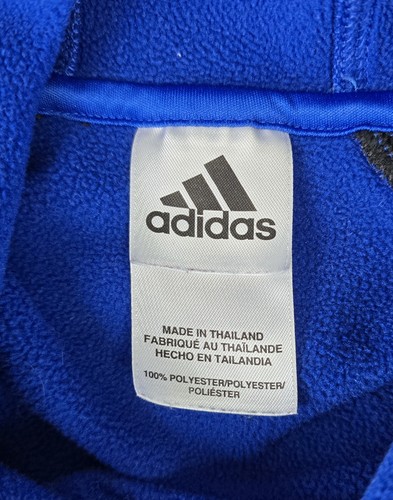 adidas
MADE IN THAILAND
FABRIQUÉ AU THAÏLANDE
HECHO EN TAILANDIA
100% POLYESTER/POLYESTER/
POLIÉSTER